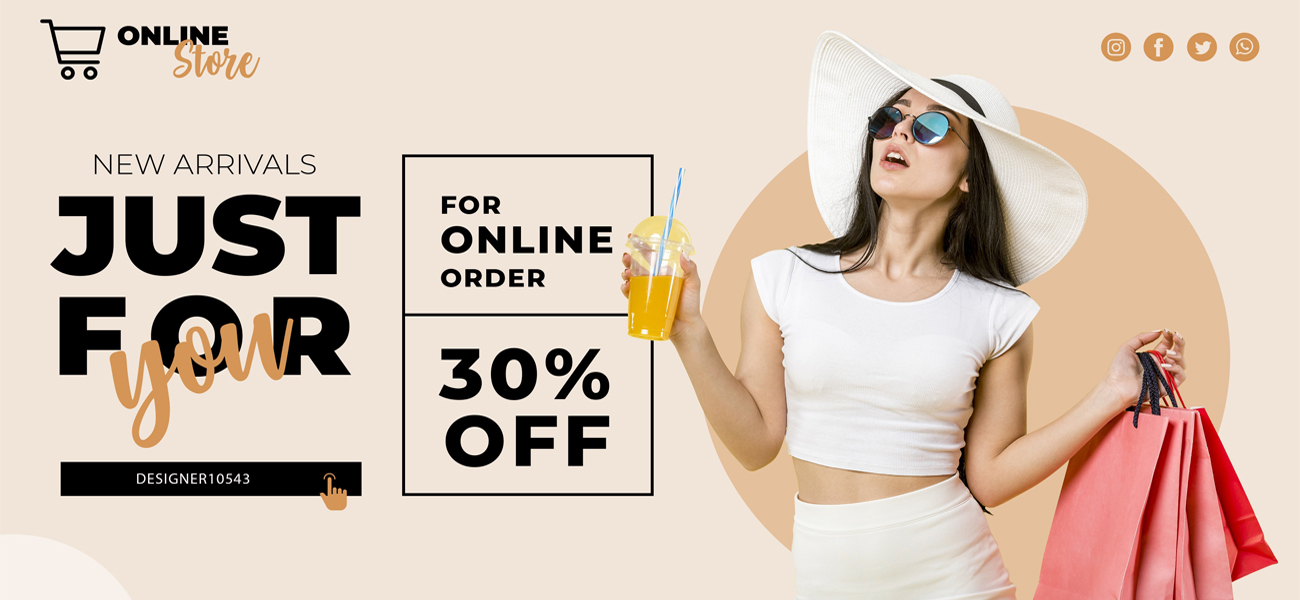 ONLINE
Store
NEW ARRIVALS
JUST
FOR
you
DESIGNER10543
FOR
ONLINE
ORDER
30%
OFF